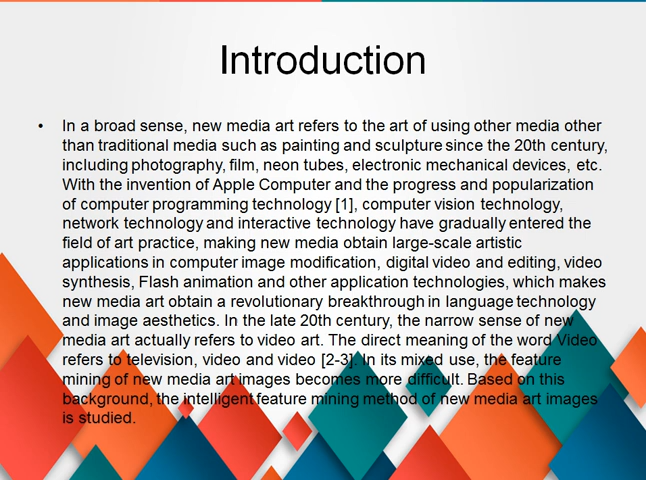 Introduction
• In a broad sense, new media art refers to the art of using other media other
than traditional media such as painting and sculpture since the 20th century,
including photography, film, neon tubes, electronic mechanical devices, etc.
With the invention of Apple Computer and the progress and popularization
of computer programming technology [1], computer vision technology,
network technology and interactive technology have gradually entered the
field of art practice, making new media obtain large-scale artistic
applications in computer image modification, digital video and editing, video
synthesis, Flash animation and other application technologies, which makes
new media art obtain a revolutionary breakthrough in language technology
and image aesthetics. In the late 20th century, the narrow sense of new
media art actually refers to video art. The direct meaning of the word Video
refers to television, video and video [2-3]. In its mixed use, the feature
mining of new media art images becomes more difficult. Based on this
background, the intelligent feature mining method of new media art images
is studied.